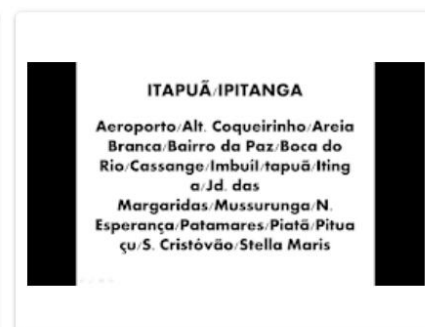 ITAPUÃ/IPITANGA
Aeroporto/Alt. Coqueirinho/Areia
Branca/Bairro da Paz/Boca do
Rio/Cassange/Imbuil/tapuã/Iting
a/Jd. das
Margaridas/Mussurunga/N.
Esperança/Patamares/Piatã/Pitua
çu/S. Cristóvão/Stella Maris